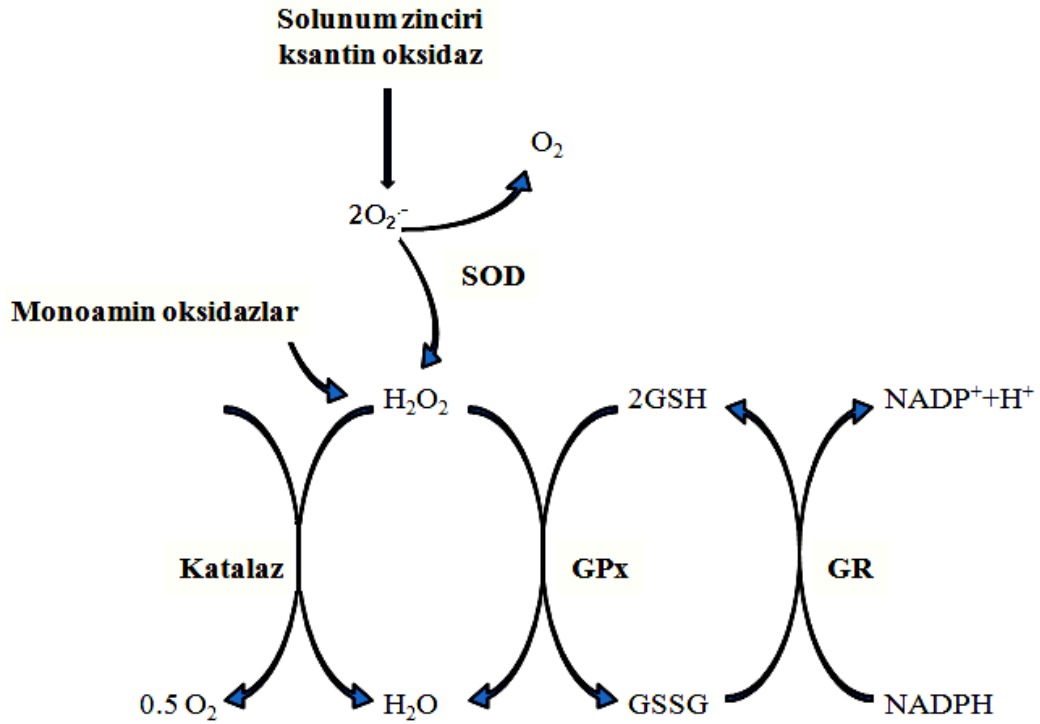 Solunum zinciri
ksantin oksidaz
O₂
2O₂·⁻
SOD
Monoamin oksidazlar
H₂O₂
2GSH
NADP⁺+H⁺
Katalaz
GPx
GR
0.5 O₂
H₂O
GSSG
NADPH